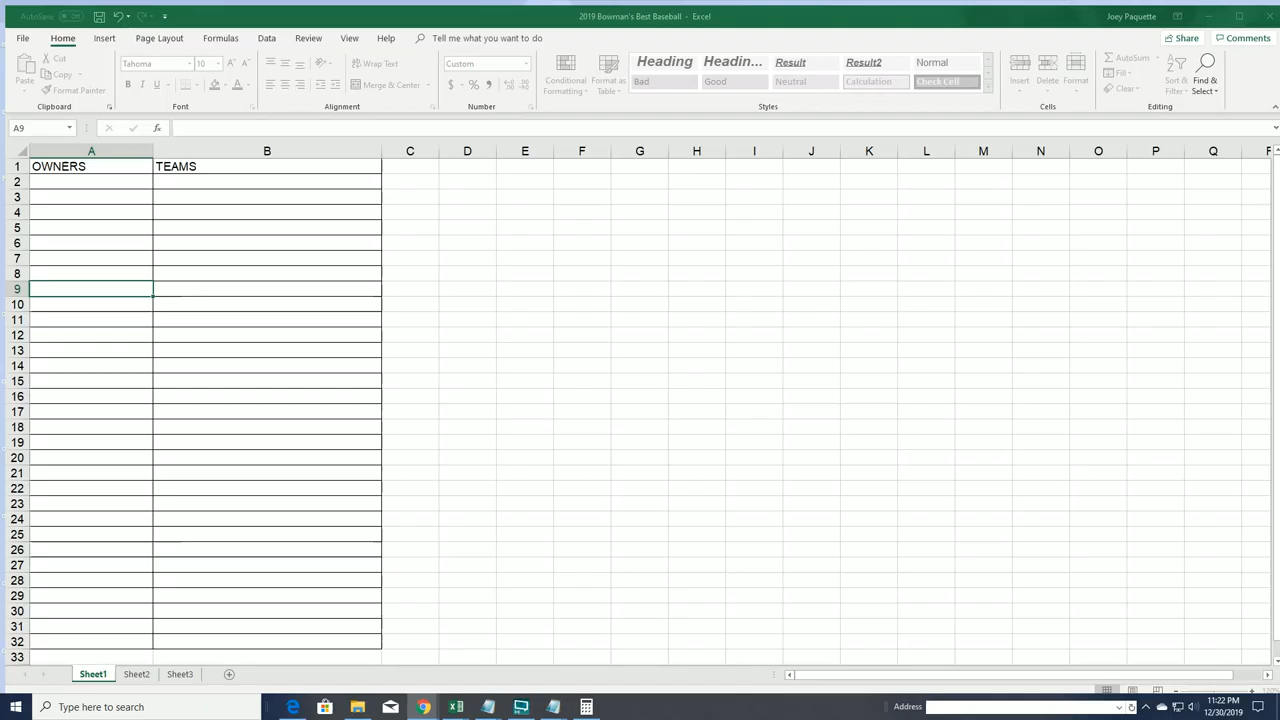 AutoSave Off
2019 Bowman's Best Baseball - Excel
Joey Paquette
File Home Insert Page Layout Formulas Data Review View Help Tell me what you want to do Share Comments
Paste
Cut
Copy
Format Painter
Clipboard
Tahoma 10
B I U
Font
Wrap Text
Merge & Center
Alignment
Custom
$ % ,
Number
Conditional Formatting
Format as Table
Heading Headin... Result Result2 Normal
Bad Good Neutral Calculation Check Cell
Styles
Insert Delete Format
Cells
AutoSum
Fill
Clear
Sort & Filter
Find & Select
Editing
A9 fx
A B C D E F G H I J K L M N O P Q
1 OWNERS TEAMS
2
3
4
5
6
7
8
9
10
11
12
13
14
15
16
17
18
19
20
21
22
23
24
25
26
27
28
29
30
31
32
33
Sheet1 Sheet2 Sheet3
Type here to search
Address
11:22 PM
12/30/2019